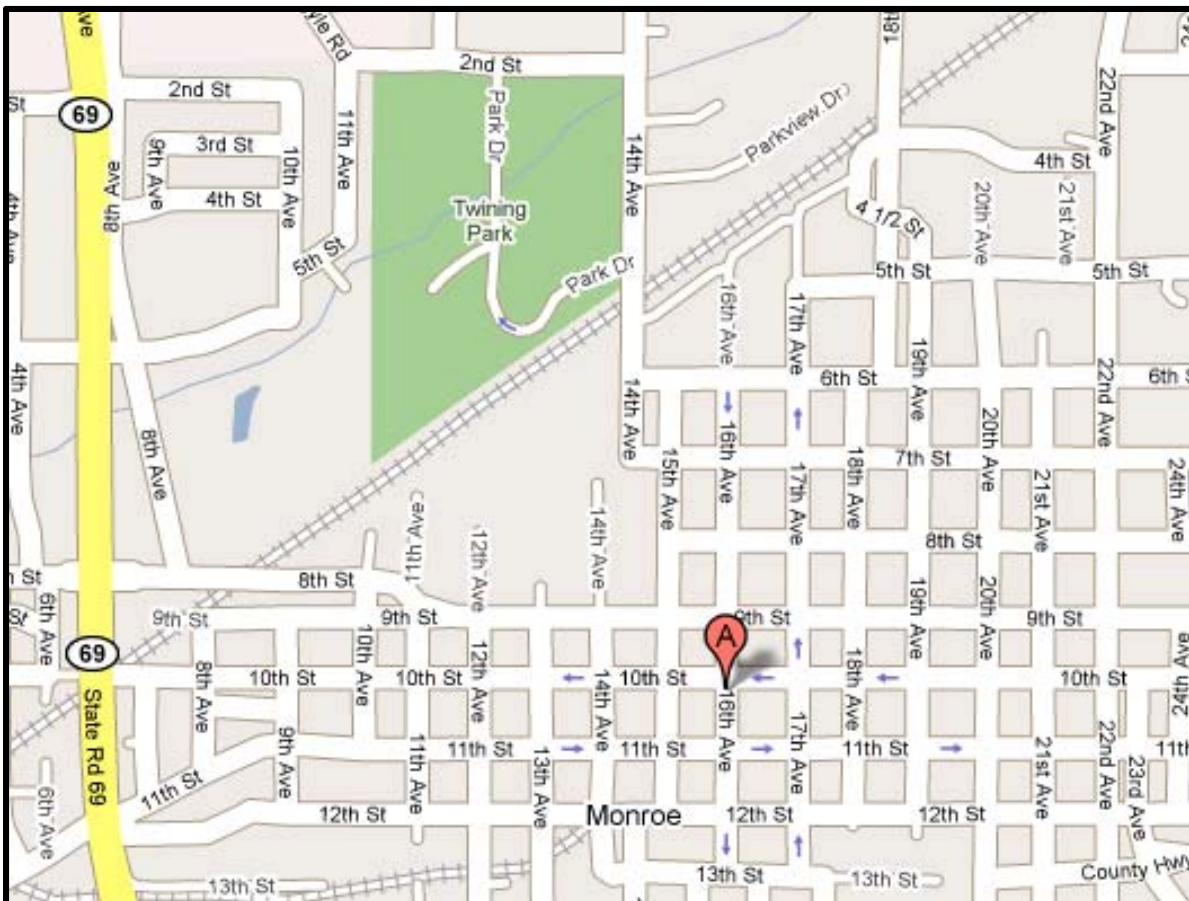 Ave
yle Rd
18th
2nd St
2nd St
St
69
9th Ave
3rd St
10th Ave
11th Ave
Park Dr
14th Ave
Parkview Dr
22nd Ave
4th St
8th Ave
4th St
4th Ave
Twining
Park
4 1/2 St
20th Ave
21st Ave
5th St
Park Dr
5th St
5th St
16th Ave
17th Ave
6th St
6th
19th Ave
4th Ave
8th Ave
14th Ave
15th Ave
16th Ave
17th Ave
18th Ave
7th St
20th Ave
21st Ave
22nd Ave
24th Ave
11th Ave
12th Ave
14th Ave
8th St
8th St
h St
6th Ave
9th St
9th St
9th St
9th St
19th Ave
20th Ave
St
A
69
8th Ave
10th Ave
12th Ave
10th St
10th St
14th Ave
10th St
16th Ave
18th Ave
10th St
24th Ave
State Rd 69
9th Ave
11th Ave
11th St
13th Ave
11th St
17th Ave
11th St
21st Ave
22nd Ave
23rd Ave
11th
11th St
6th Ave
12th St
Monroe
12th St
12th St
13th St
13th St
13th St
County Hwy